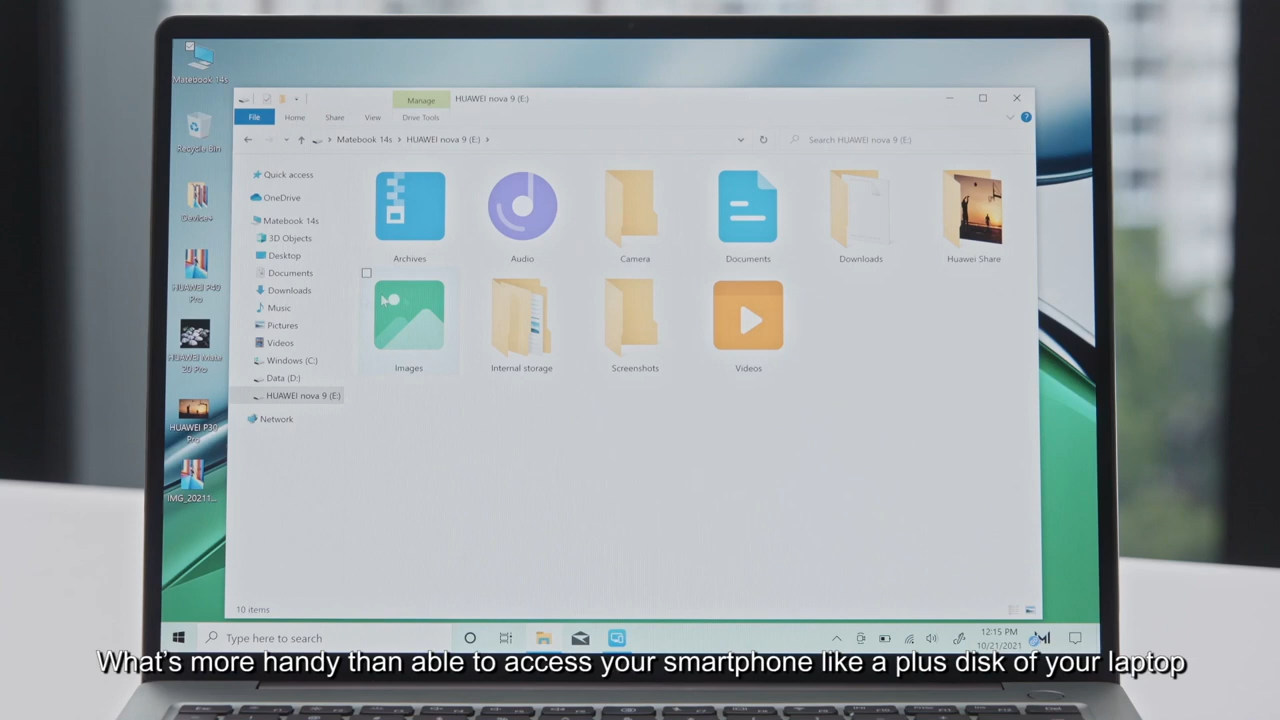 Matebook 14s
Recycle Bin
Device+
HUAWEI P40 Pro
HUAWEI Mate 20 Pro
HUAWEI P30 Pro
IMG_20211...
Manage
HUAWEI nova 9 (E:)
File
Home
Share
View
Drive Tools
Matebook 14s
HUAWEI nova 9 (E:)
Search HUAWEI nova 9 (E:)
Quick access
OneDrive
Matebook 14s
3D Objects
Desktop
Documents
Downloads
Music
Pictures
Videos
Windows (C:)
Data (D:)
HUAWEI nova 9 (E:)
Network
Archives
Audio
Camera
Documents
Downloads
Huawei Share
Images
Internal storage
Screenshots
Videos
10 items
Type here to search
12:15 PM
10/21/2021
What's more handy than able to access your smartphone like a plus disk of your laptop